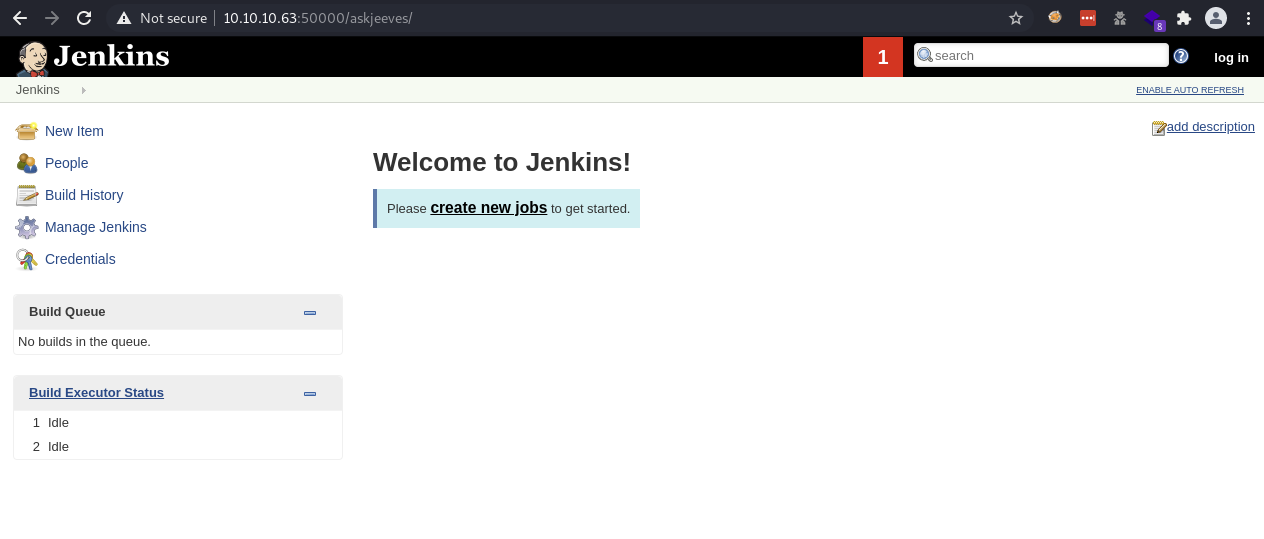 Not secure 10.10.10.63:50000/askjeeves/
8
Jenkins
1
search
log in
Jenkins
ENABLE AUTO REFRESH
New Item
People
Build History
Manage Jenkins
Credentials
add description
Welcome to Jenkins!
Please create new jobs to get started.
Build Queue
No builds in the queue.
Build Executor Status
1 Idle
2 Idle